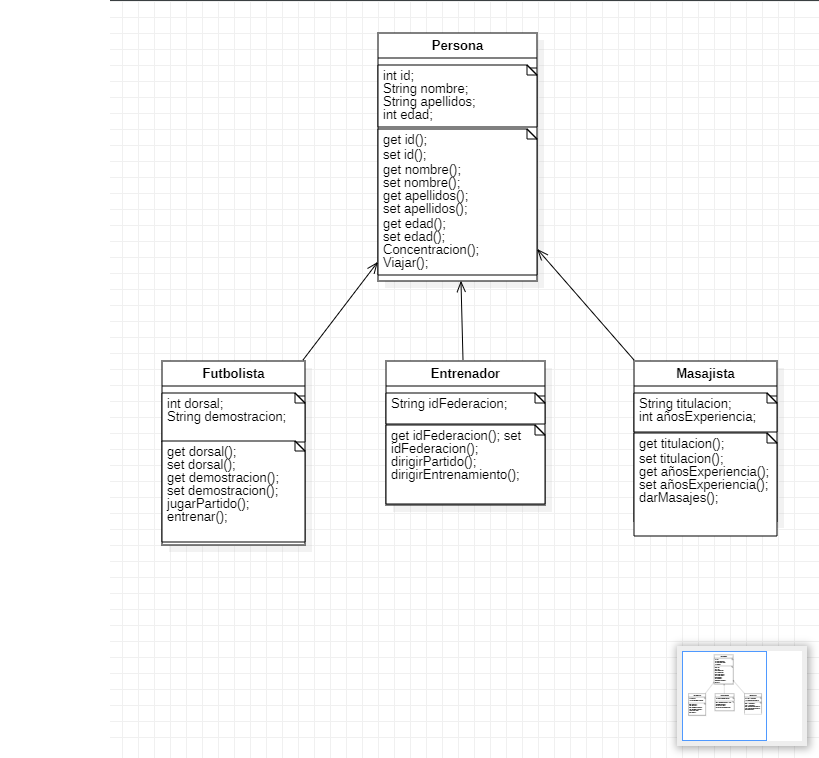 Persona
int id;
String nombre;
String apellidos;
int edad;
get id();
set id();
get nombre();
set nombre();
get apellidos();
set apellidos();
get edad();
set edad();
Concentracion();
Viajar();
Futbolista
int dorsal;
String demostracion;
get dorsal();
set dorsal();
get demostracion();
set demostracion();
jugarPartido();
entrenar();
Entrenador
String idFederacion;
get idFederacion(); set
idFederacion();
dirigirPartido();
dirigirEntrenamiento();
Masajista
String titulacion;
int añosExperiencia;
get titulacion();
set titulacion();
get añosExperiencia();
set añosExperiencia();
darMasajes();